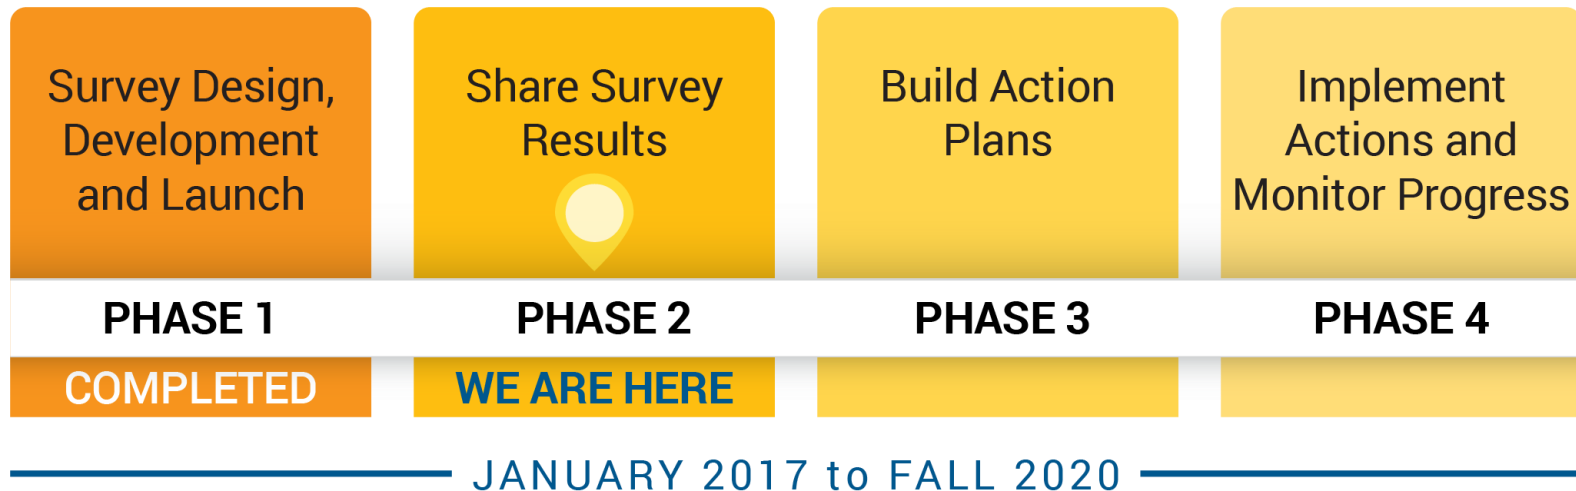 Survey Design,
Development
and Launch
Share Survey
Results
Build Action
Plans
Implement
Actions and
Monitor Progress
PHASE 1
PHASE 2
PHASE 3
PHASE 4
COMPLETED
WE ARE HERE
JANUARY 2017 to FALL 2020